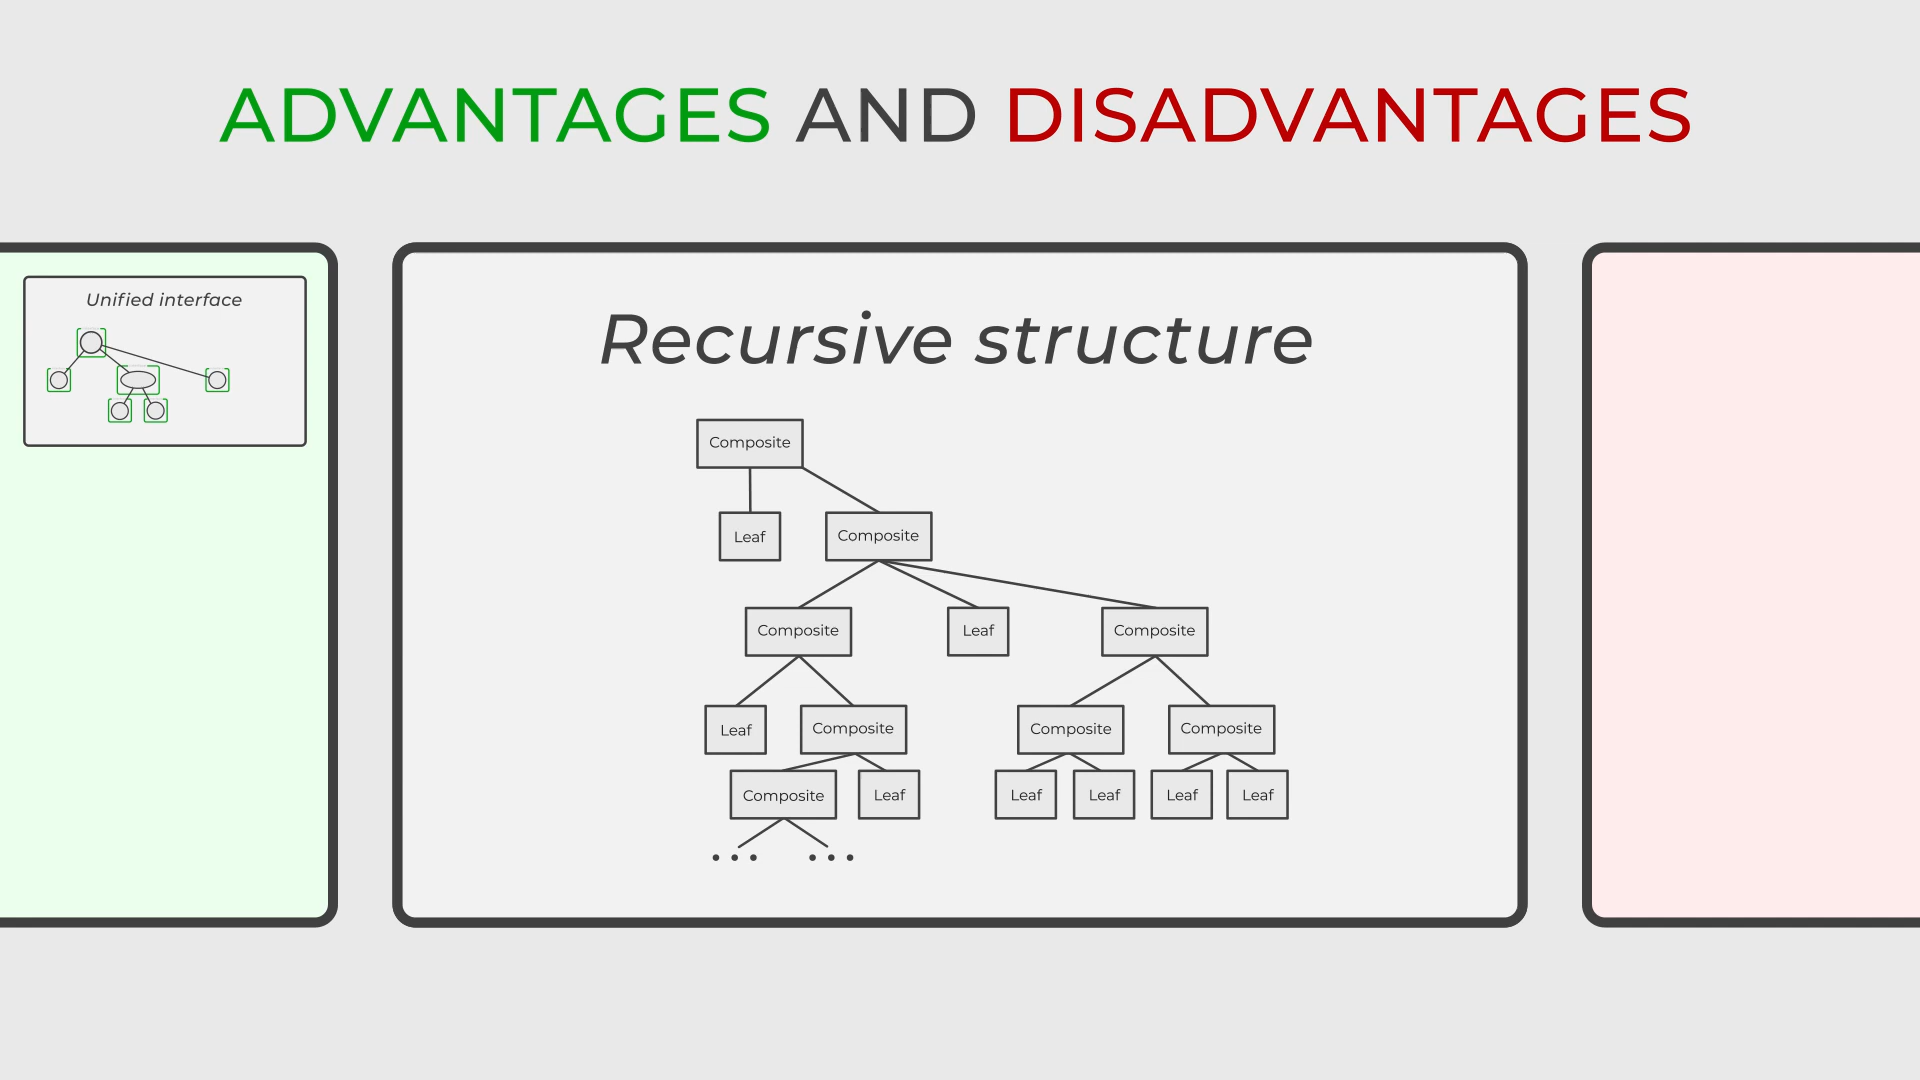 ADVANTAGES AND DISADVANTAGES
Unified interface
Recursive structure
Composite
Leaf Composite
Composite Leaf Composite
Leaf Composite Composite Composite
Composite Leaf Leaf Leaf Leaf Leaf
... ...